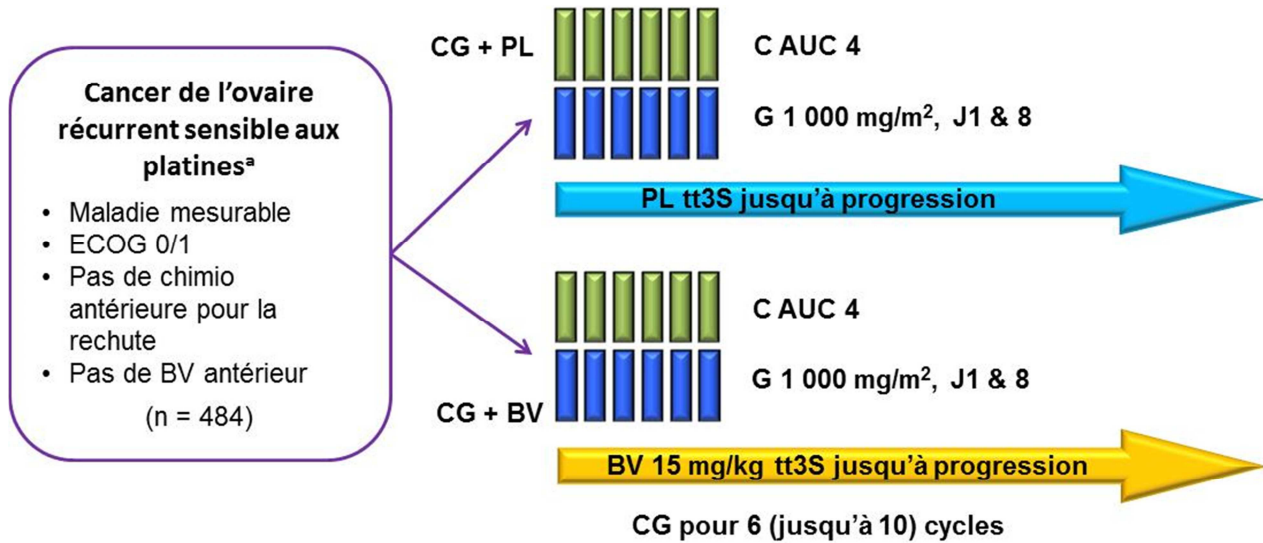 Cancer de l’ovaire
récurrent sensible aux
platinesᵃ
• Maladie mesurable
• ECOG 0/1
• Pas de chimio
antérieure pour la
rechute
• Pas de BV antérieur
(n = 484)
CG + PL
C AUC 4
G 1 000 mg/m², J1 & 8
PL tt3S jusqu’à progression
C AUC 4
G 1 000 mg/m², J1 & 8
CG + BV
BV 15 mg/kg tt3S jusqu’à progression
CG pour 6 (jusqu’à 10) cycles